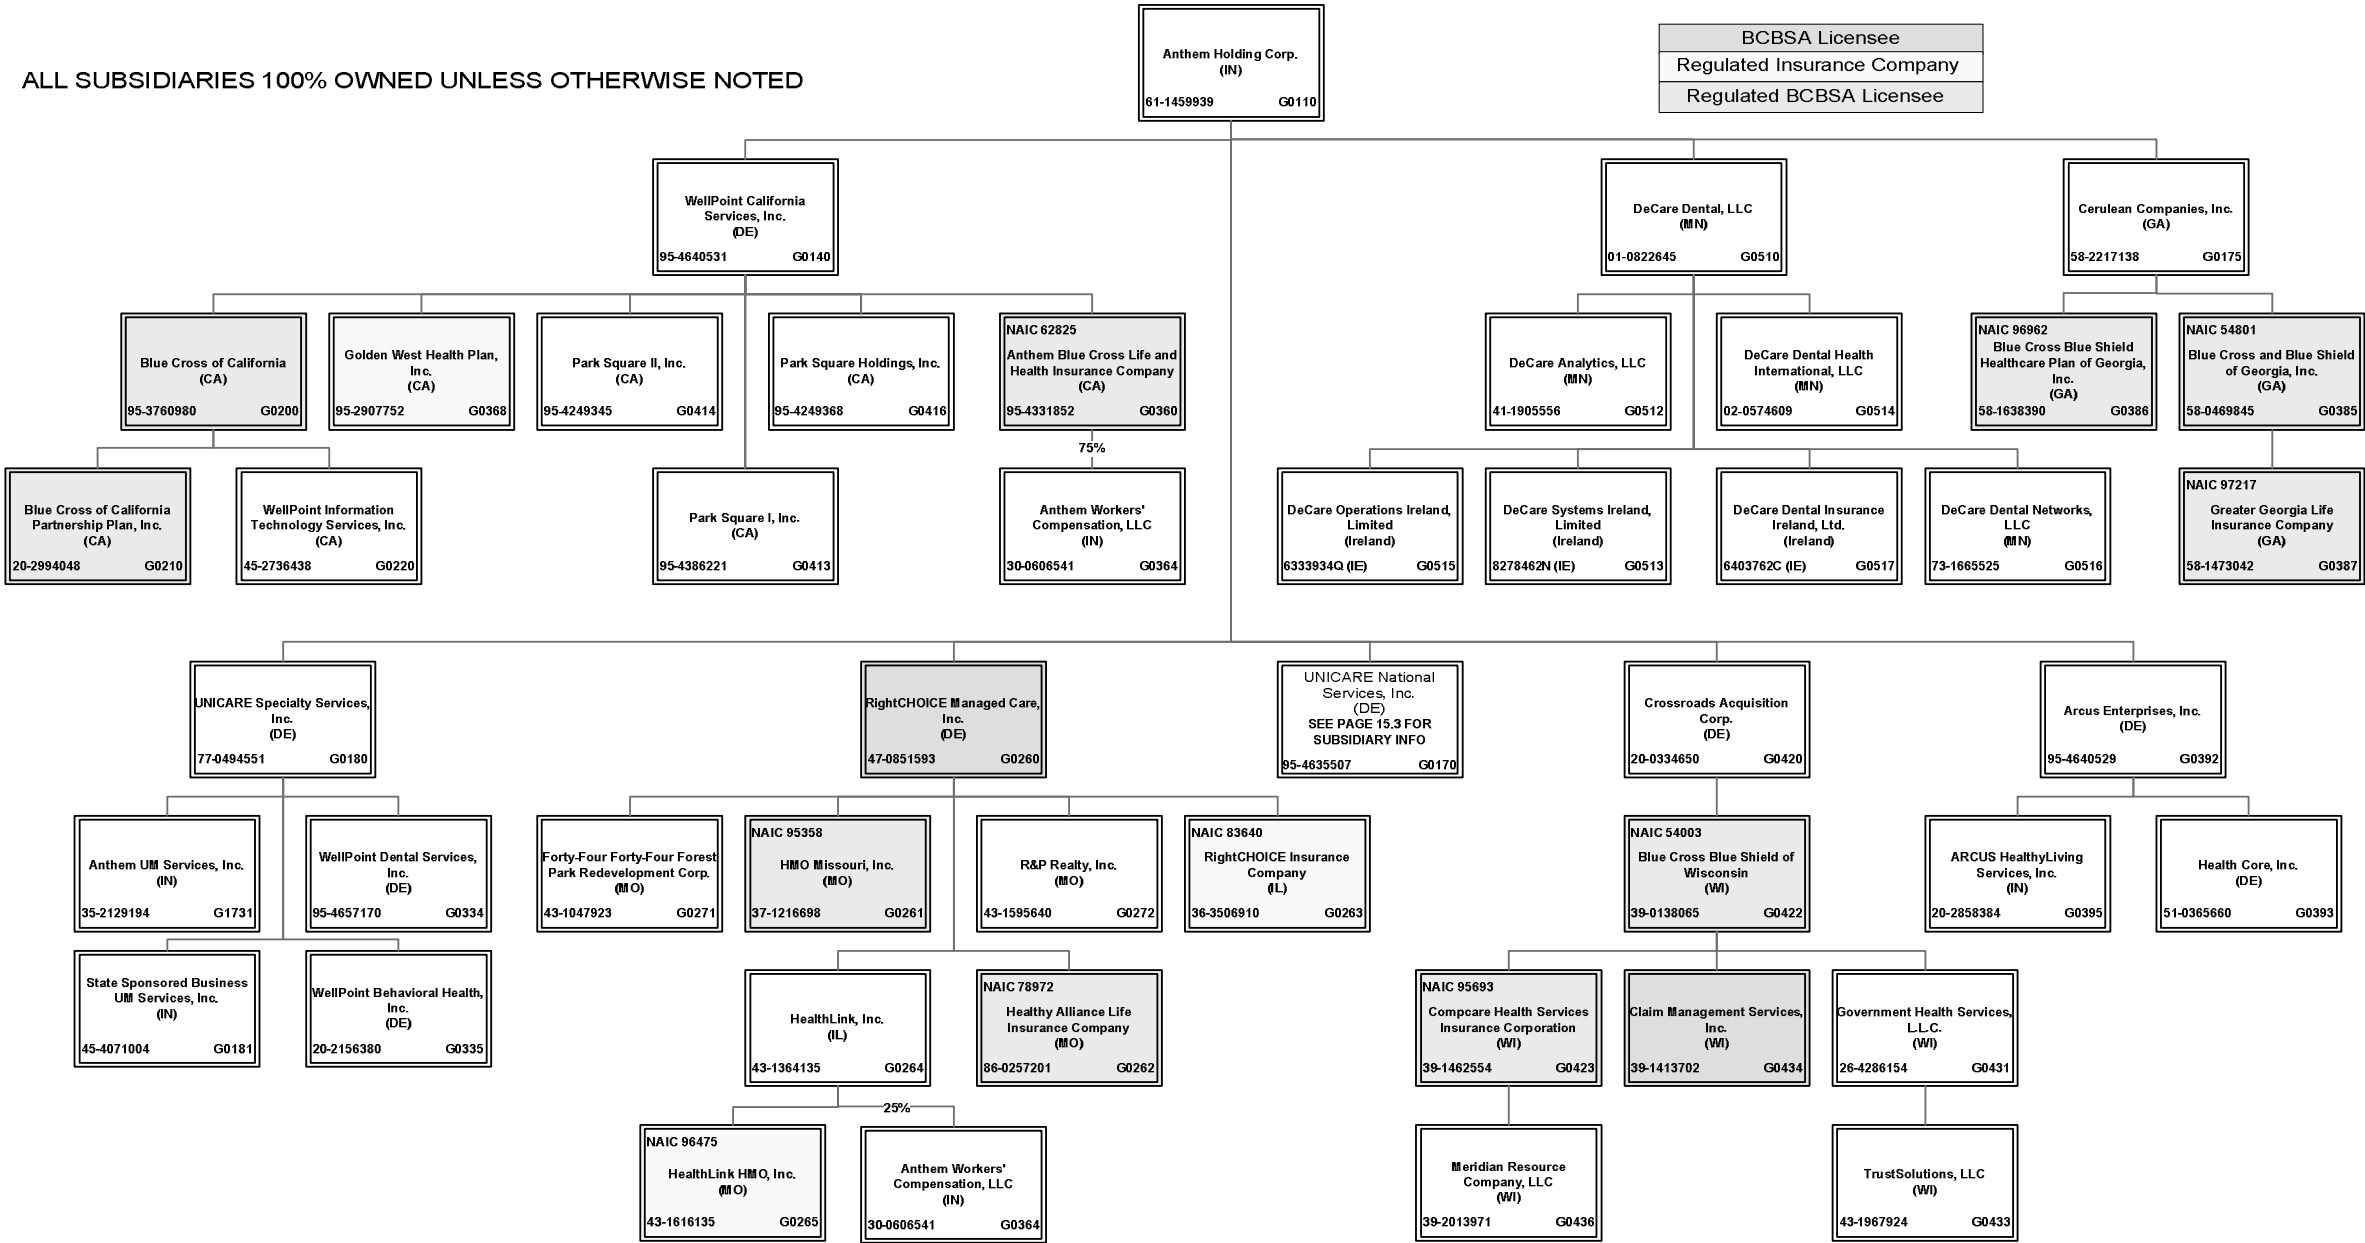 Anthem Holding Corp.
(IN)
61-1459939 G0110
BCBSA Licensee
Regulated Insurance Company
Regulated BCBSA Licensee
ALL SUBSIDIARIES 100% OWNED UNLESS OTHERWISE NOTED
WellPoint California
Services, Inc.
(DE)
95-4640531 G0140
DeCare Dental, LLC
(MN)
01-0822645 G0510
Cerulean Companies, Inc.
(GA)
58-2217138 G0175
Blue Cross of California
(CA)
95-3760980 G0200
Golden West Health Plan,
Inc.
(CA)
95-2907752 G0368
Park Square II, Inc.
(CA)
95-4249345 G0414
Park Square Holdings, Inc.
(CA)
95-4249368 G0416
NAIC 62825
Anthem Blue Cross Life and
Health Insurance Company
(CA)
95-4331852 G0360
DeCare Analytics, LLC
(MN)
41-1905556 G0512
DeCare Dental Health
International, LLC
(MN)
02-0574609 G0514
NAIC 96962
Blue Cross Blue Shield
Healthcare Plan of Georgia,
Inc.
(GA)
58-1638390 G0386
NAIC 54801
Blue Cross and Blue Shield
of Georgia, Inc.
(GA)
58-0469845 G0385
75%
Blue Cross of California
Partnership Plan, Inc.
(CA)
20-2994048 G0210
WellPoint Information
Technology Services, Inc.
(CA)
45-2736438 G0220
Park Square I, Inc.
(CA)
95-4386221 G0413
Anthem Workers'
Compensation, LLC
(IN)
30-0606541 G0364
DeCare Operations Ireland,
Limited
(Ireland)
6333934Q (IE) G0515
DeCare Systems Ireland,
Limited
(Ireland)
8278462N (IE) G0513
DeCare Dental Insurance
Ireland, Ltd.
(Ireland)
6403762C (IE) G0517
DeCare Dental Networks,
LLC
(MN)
73-1665525 G0516
NAIC 97217
Greater Georgia Life
Insurance Company
(GA)
58-1473042 G0387
UNICARE Specialty Services,
Inc.
(DE)
77-0494551 G0180
RightCHOICE Managed Care,
Inc.
(DE)
47-0851593 G0260
UNICARE National
Services, Inc.
(DE)
SEE PAGE 15.3 FOR
SUBSIDIARY INFO
95-4635507 G0170
Crossroads Acquisition
Corp.
(DE)
20-0334650 G0420
Arcus Enterprises, Inc.
(DE)
95-4640529 G0392
Anthem UM Services, Inc.
(IN)
35-2129194 G1731
WellPoint Dental Services,
Inc.
(DE)
95-4657170 G0334
Forty-Four Forty-Four Forest
Park Redevelopment Corp.
(MO)
43-1047923 G0271
NAIC 95358
HMO Missouri, Inc.
(MO)
37-1216698 G0261
R&P Realty, Inc.
(MO)
43-1595640 G0272
NAIC 83640
RightCHOICE Insurance
Company
(IL)
36-3506910 G0263
NAIC 54003
Blue Cross Blue Shield of
Wisconsin
(WI)
39-0138065 G0422
ARCUS HealthyLiving
Services, Inc.
(IN)
20-2858384 G0395
Health Core, Inc.
(DE)
51-0365660 G0393
State Sponsored Business
UM Services, Inc.
(IN)
45-4071004 G0181
WellPoint Behavioral Health,
Inc.
(DE)
20-2156380 G0335
HealthLink, Inc.
(IL)
43-1364135 G0264
NAIC 78972
Healthy Alliance Life
Insurance Company
(MO)
86-0257201 G0262
NAIC 95693
Compcare Health Services
Insurance Corporation
(WI)
39-1462554 G0423
Claim Management Services,
Inc.
(WI)
39-1413702 G0434
Government Health Services,
L.L.C.
(WI)
26-4286154 G0431
25%
NAIC 96475
HealthLink HMO, Inc.
(MO)
43-1616135 G0265
Anthem Workers'
Compensation, LLC
(IN)
30-0606541 G0364
Meridian Resource
Company, LLC
(WI)
39-2013971 G0436
TrustSolutions, LLC
(WI)
43-1967924 G0433